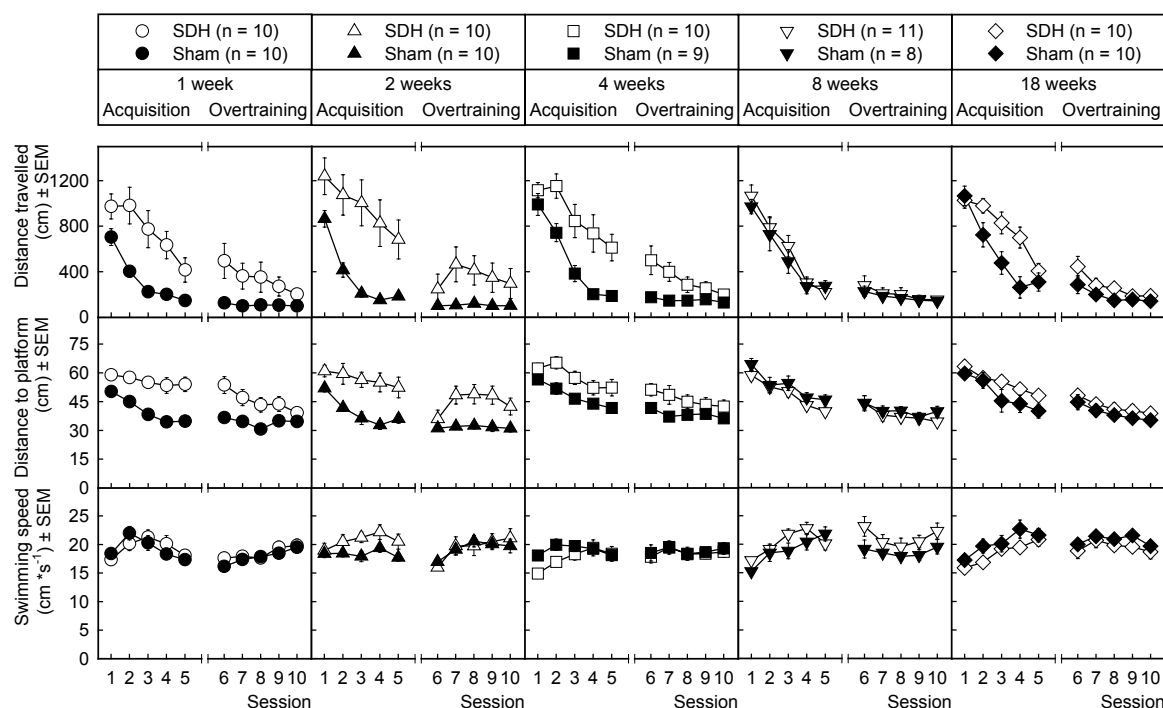 SDH (n = 10) SDH (n = 10) SDH (n = 10) SDH (n = 11) SDH (n = 10)
Sham (n = 10) Sham (n = 10) Sham (n = 9) Sham (n = 8) Sham (n = 10)
1 week 2 weeks 4 weeks 8 weeks 18 weeks
Acquisition Overtraining Acquisition Overtraining Acquisition Overtraining Acquisition Overtraining Acquisition Overtraining
Distance travelled
(cm) ± SEM
1200
800
400
0
Distance to platform
(cm) ± SEM
75
60
45
30
15
0
Swimming speed
(cm *s⁻¹) ± SEM
25
20
15
10
5
0
1 2 3 4 5 6 7 8 9 10 1 2 3 4 5 6 7 8 9 10 1 2 3 4 5 6 7 8 9 10 1 2 3 4 5 6 7 8 9 10 1 2 3 4 5 6 7 8 9 10
Session Session Session Session Session